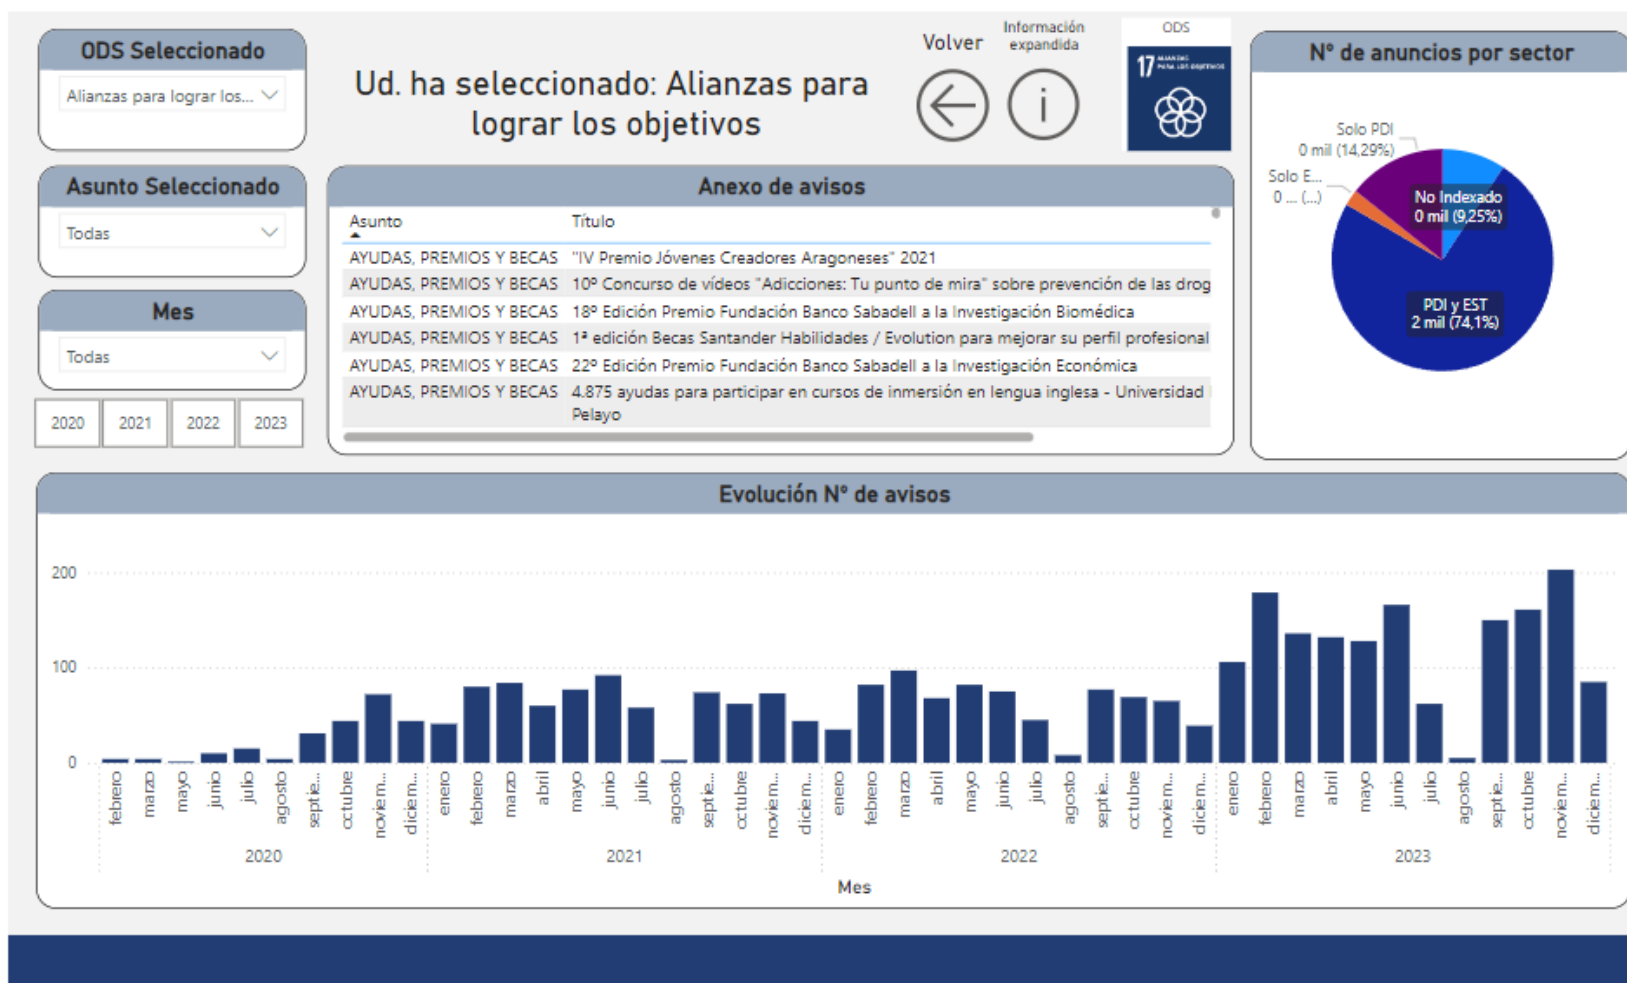 ODS Seleccionado
Alianzas para lograr los...
Asunto Seleccionado
Todas
Mes
Todas
2020 2021 2022 2023
Ud. ha seleccionado: Alianzas para
lograr los objetivos
Volver
Información
expandida
ODS
17 ALIANZAS
PARA LOS OBJETIVOS
Anexo de avisos
Asunto Título
AYUDAS, PREMIOS Y BECAS "IV Premio Jóvenes Creadores Aragoneses" 2021
AYUDAS, PREMIOS Y BECAS 10º Concurso de vídeos "Adicciones: Tu punto de mira" sobre prevención de las drog
AYUDAS, PREMIOS Y BECAS 18º Edición Premio Fundación Banco Sabadell a la Investigación Biomédica
AYUDAS, PREMIOS Y BECAS 1ª edición Becas Santander Habilidades / Evolution para mejorar su perfil profesional
AYUDAS, PREMIOS Y BECAS 22º Edición Premio Fundación Banco Sabadell a la Investigación Económica
AYUDAS, PREMIOS Y BECAS 4.875 ayudas para participar en cursos de inmersión en lengua inglesa - Universidad
Pelayo
Nº de anuncios por sector
Solo PDI
0 mil (14,29%)
Solo E...
0 ... (...)
No Indexado
0 mil (9,25%)
PDI y EST
2 mil (74,1%)
Evolución Nº de avisos
200
100
0
febrero marzo mayo junio julio agosto septie... octubre noviem... diciem... enero febrero marzo abril mayo junio julio agosto septie... octubre noviem... diciem... enero febrero marzo abril mayo junio julio agosto septie... octubre noviem... diciem... enero febrero marzo abril mayo junio julio agosto septie... octubre noviem... diciem...
2020 2021 2022 2023
Mes